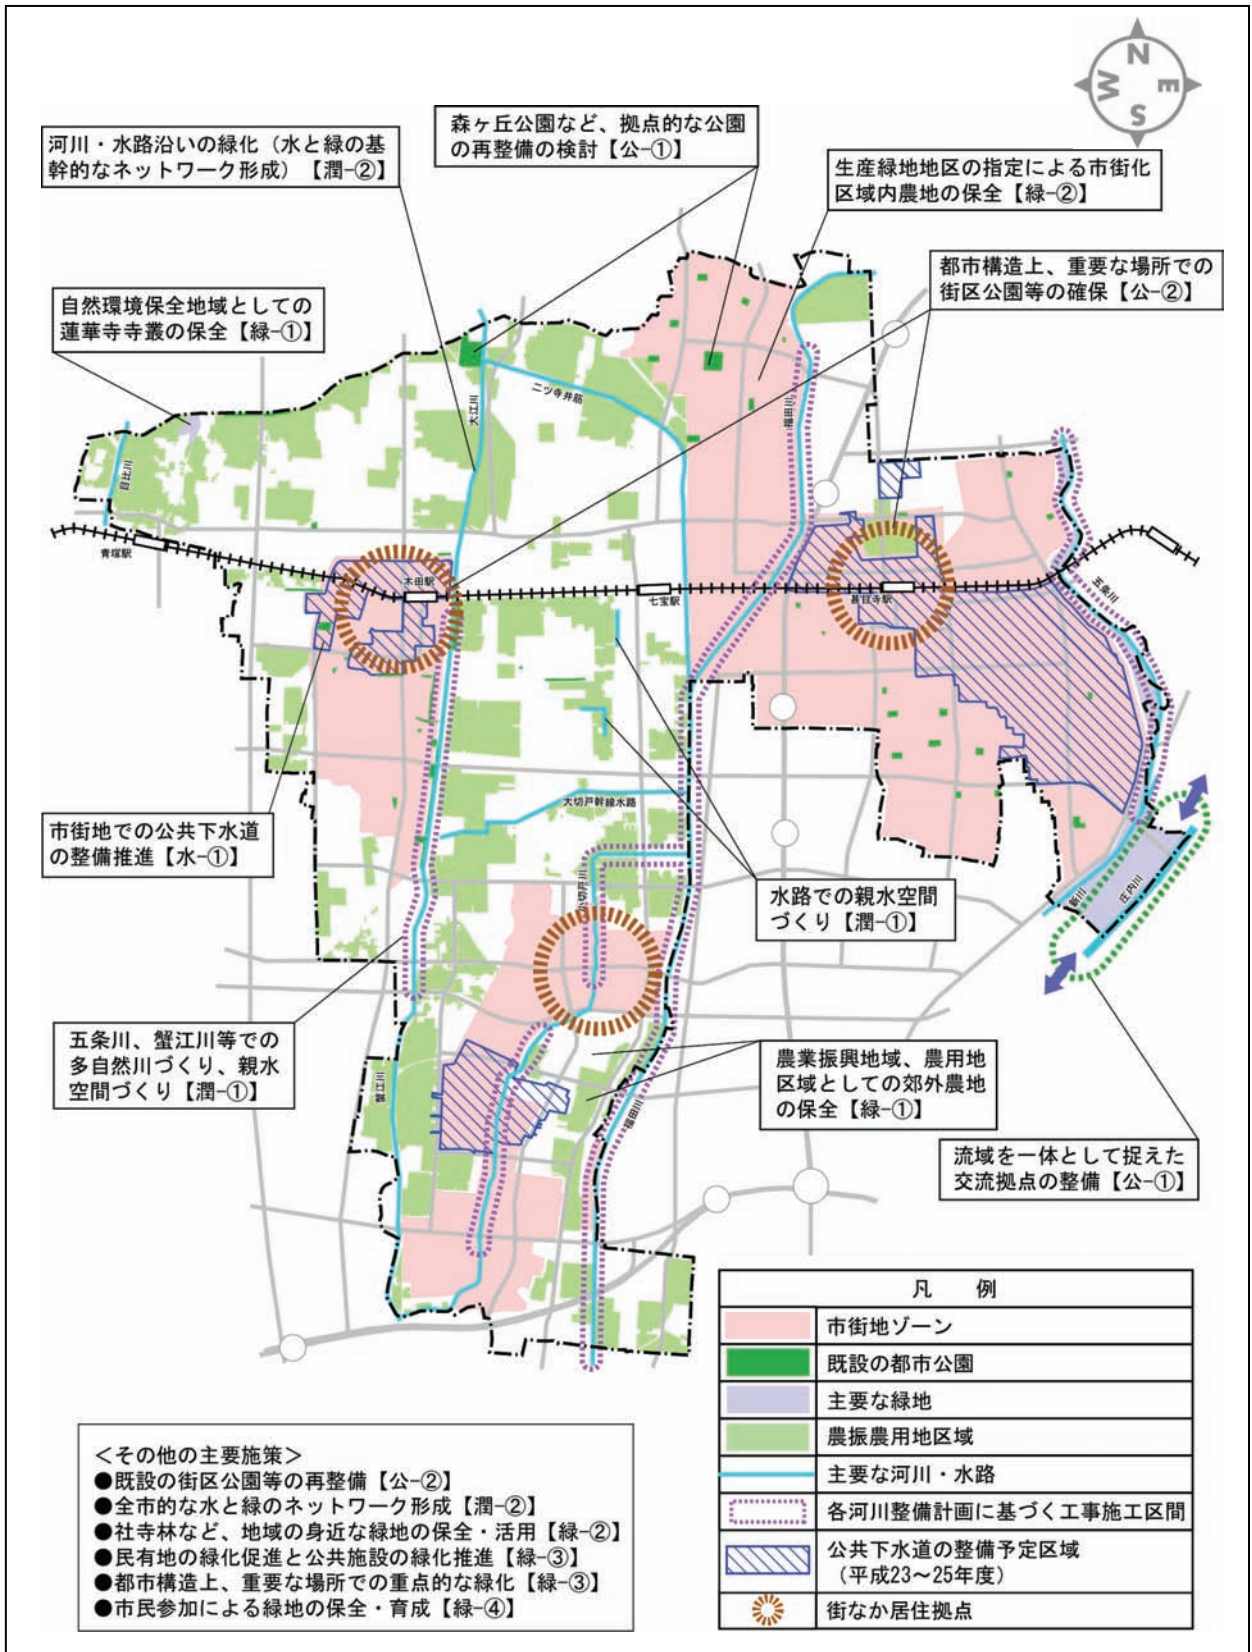 N
W
E
S
森ヶ丘公園など、拠点的な公園
の再整備の検討【公-①】
河川・水路沿いの緑化（水と緑の基
幹的なネットワーク形成）【潤-②】
生産緑地地区の指定による市街化
区域内農地の保全【緑-②】
都市構造上、重要な場所での
街区公園等の確保【公-②】
自然環境保全地域としての
蓮華寺寺叢の保全【緑-①】
大江川
二ツ寺井筋
福田川
目比川
青塚駅
木田駅
七宝駅
甚目寺駅
五条川
市街地での公共下水道
の整備推進【水-①】
大切戸幹線水路
小切戸川
水路での親水空間
づくり【潤-①】
新川
庄内川
五条川、蟹江川等での
多自然川づくり、親水
空間づくり【潤-①】
蟹江川
福田川
農業振興地域、農用地
区域としての郊外農地
の保全【緑-①】
流域を一体として捉えた
交流拠点の整備【公-①】
凡　例
市街地ゾーン
既設の都市公園
主要な緑地
農振農用地区域
主要な河川・水路
各河川整備計画に基づく工事施工区間
公共下水道の整備予定区域
（平成23～25年度）
街なか居住拠点
＜その他の主要施策＞
●既設の街区公園等の再整備【公-②】
●全市的な水と緑のネットワーク形成【潤-②】
●社寺林など、地域の身近な緑地の保全・活用【緑-②】
●民有地の緑化促進と公共施設の緑化推進【緑-③】
●都市構造上、重要な場所での重点的な緑化【緑-③】
●市民参加による緑地の保全・育成【緑-④】